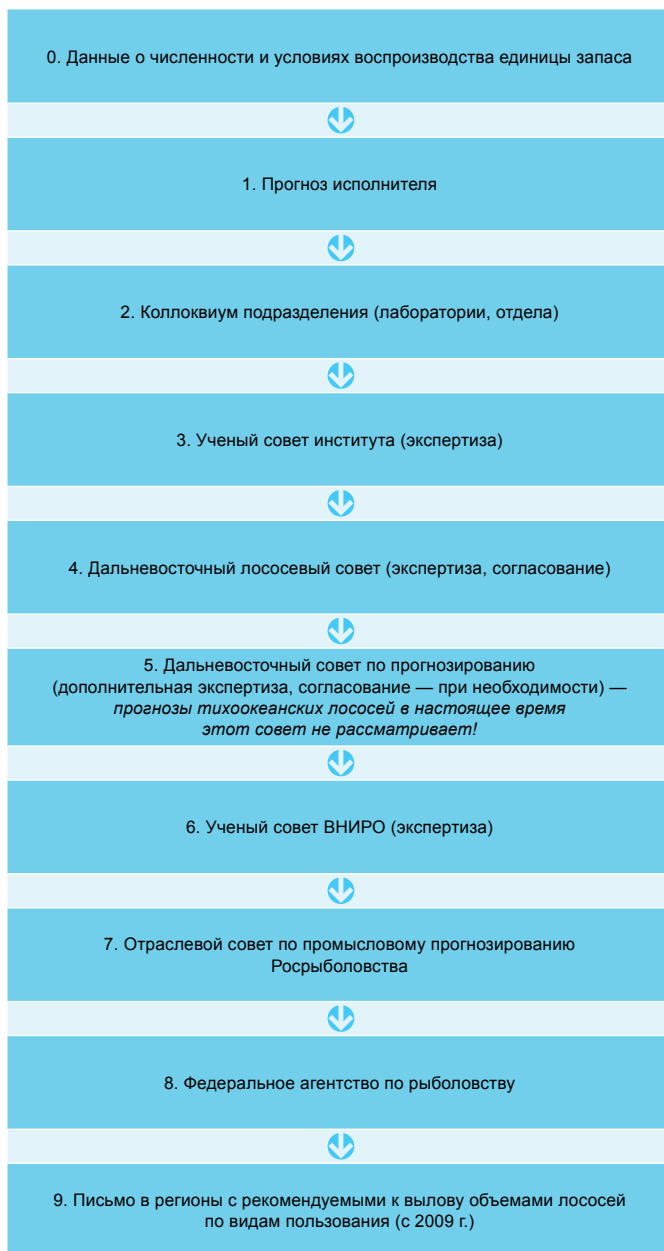 0. Данные о численности и условиях воспроизводства единицы запаса
1. Прогноз исполнителя
2. Коллоквиум подразделения (лаборатории, отдела)
3. Ученый совет института (экспертиза)
4. Дальневосточный лососевый совет (экспертиза, согласование)
5. Дальневосточный совет по прогнозированию
(дополнительная экспертиза, согласование — при необходимости) —
прогнозы тихоокеанских лососей в настоящее время
этот совет не рассматривает!
6. Ученый совет ВНИРО (экспертиза)
7. Отраслевой совет по промысловому прогнозированию
Росрыболовства
8. Федеральное агентство по рыболовству
9. Письмо в регионы с рекомендуемыми к вылову объемами лососей
по видам пользования (с 2009 г.)